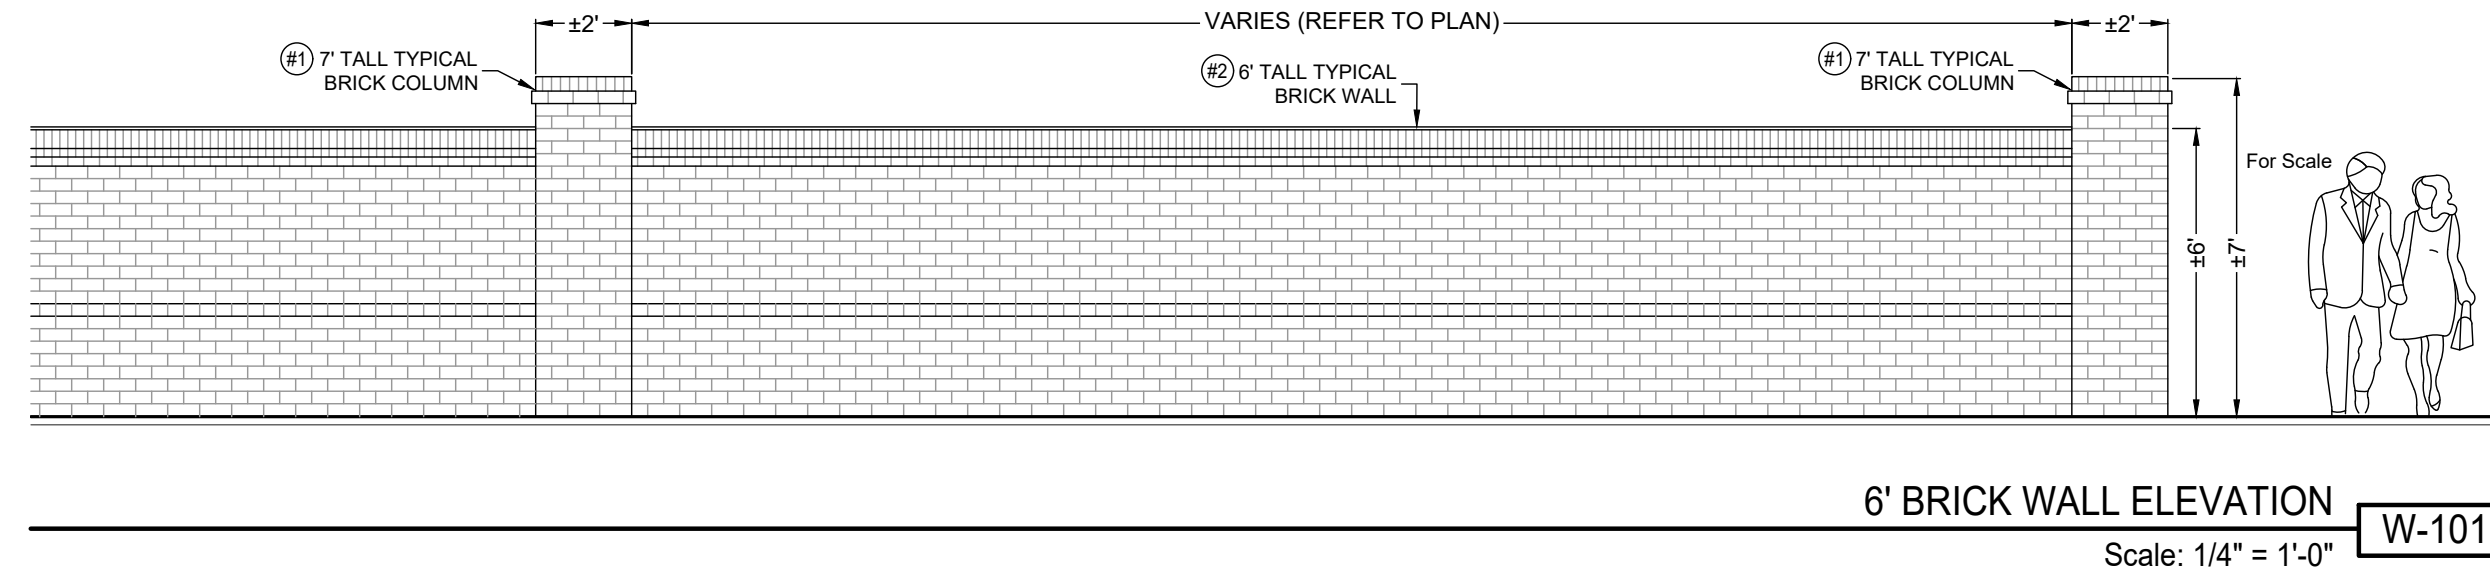 ±2'
VARIES (REFER TO PLAN)
±2'
#1 7' TALL TYPICAL
BRICK COLUMN
#2 6' TALL TYPICAL
BRICK WALL
#1 7' TALL TYPICAL
BRICK COLUMN
For Scale
±6'
±7'
6' BRICK WALL ELEVATION
W-101
Scale: 1/4" = 1'-0"